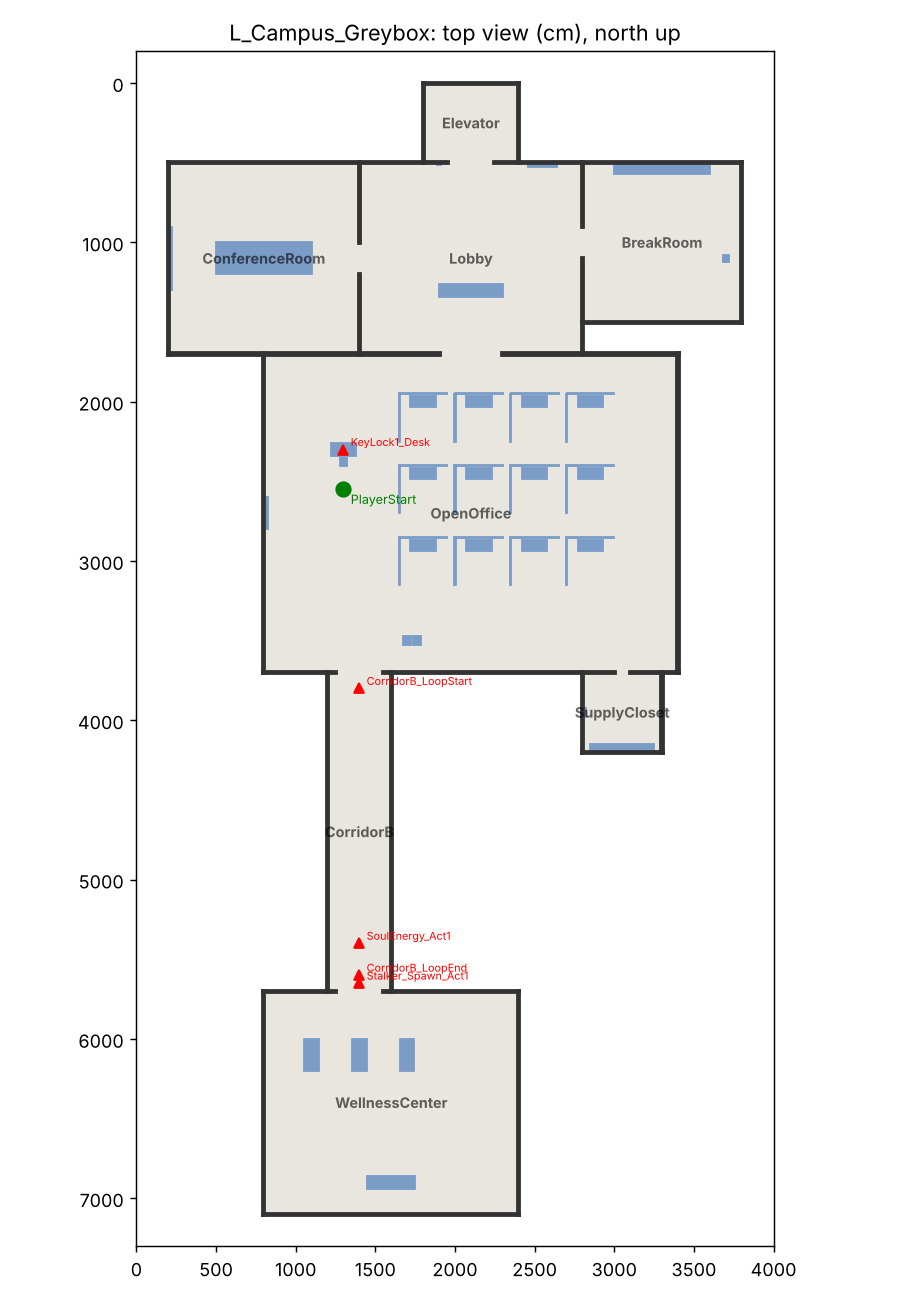 L_Campus_Greybox: top view (cm), north up
0
Elevator
1000
ConferenceRoom
Lobby
BreakRoom
2000
KeyLock1_Desk
PlayerStart
OpenOffice
3000
CorridorB_LoopStart
SupplyCloset
4000
CorridorB
5000
SoulEnergy_Act1
CorridorB_LoopEnd
Stalker_Spawn_Act1
6000
WellnessCenter
7000
0 500 1000 1500 2000 2500 3000 3500 4000